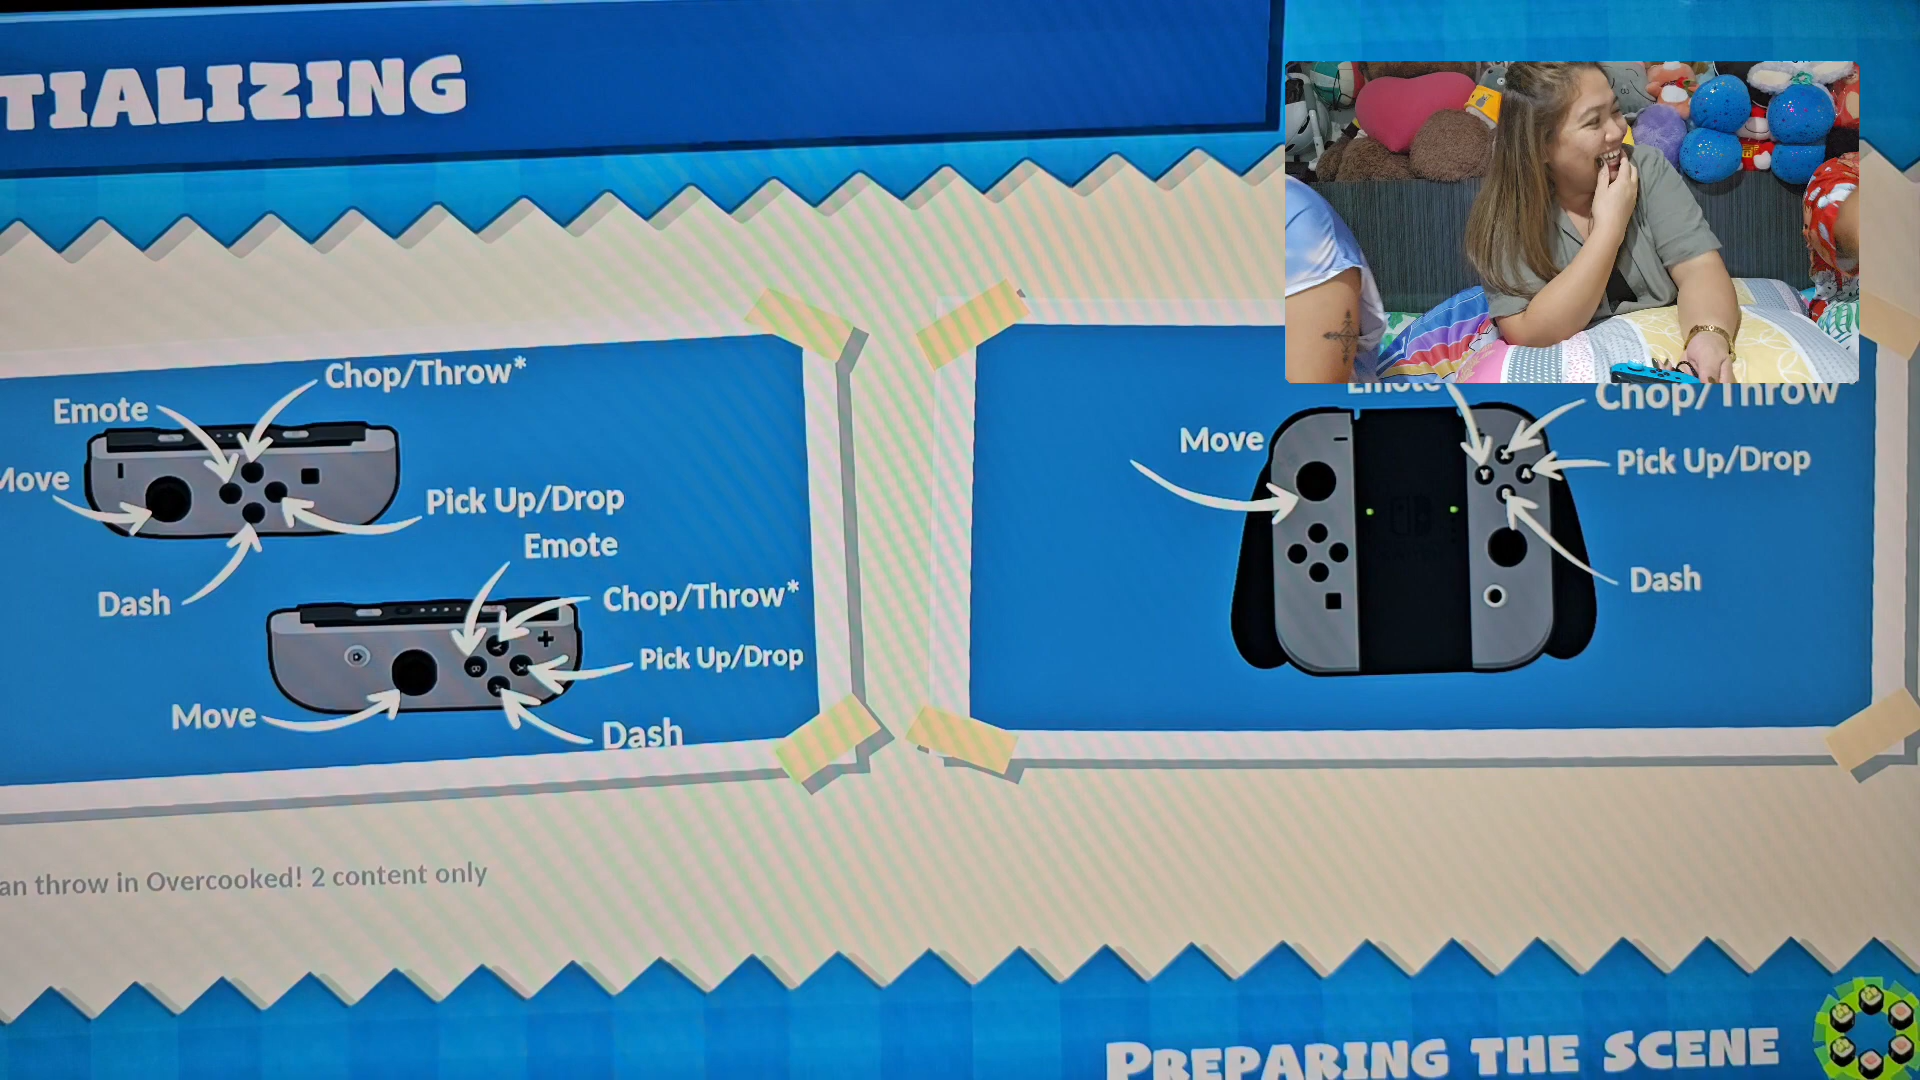 TIALIZING
Chop/Throw*
Emote
Move
Pick Up/Drop
Dash
Emote
Chop/Throw*
Pick Up/Drop
Move
Dash
Emote
Chop/Throw
Move
Pick Up/Drop
Dash
Y
X
A
an throw in Overcooked! 2 content only
PREPARING THE SCENE